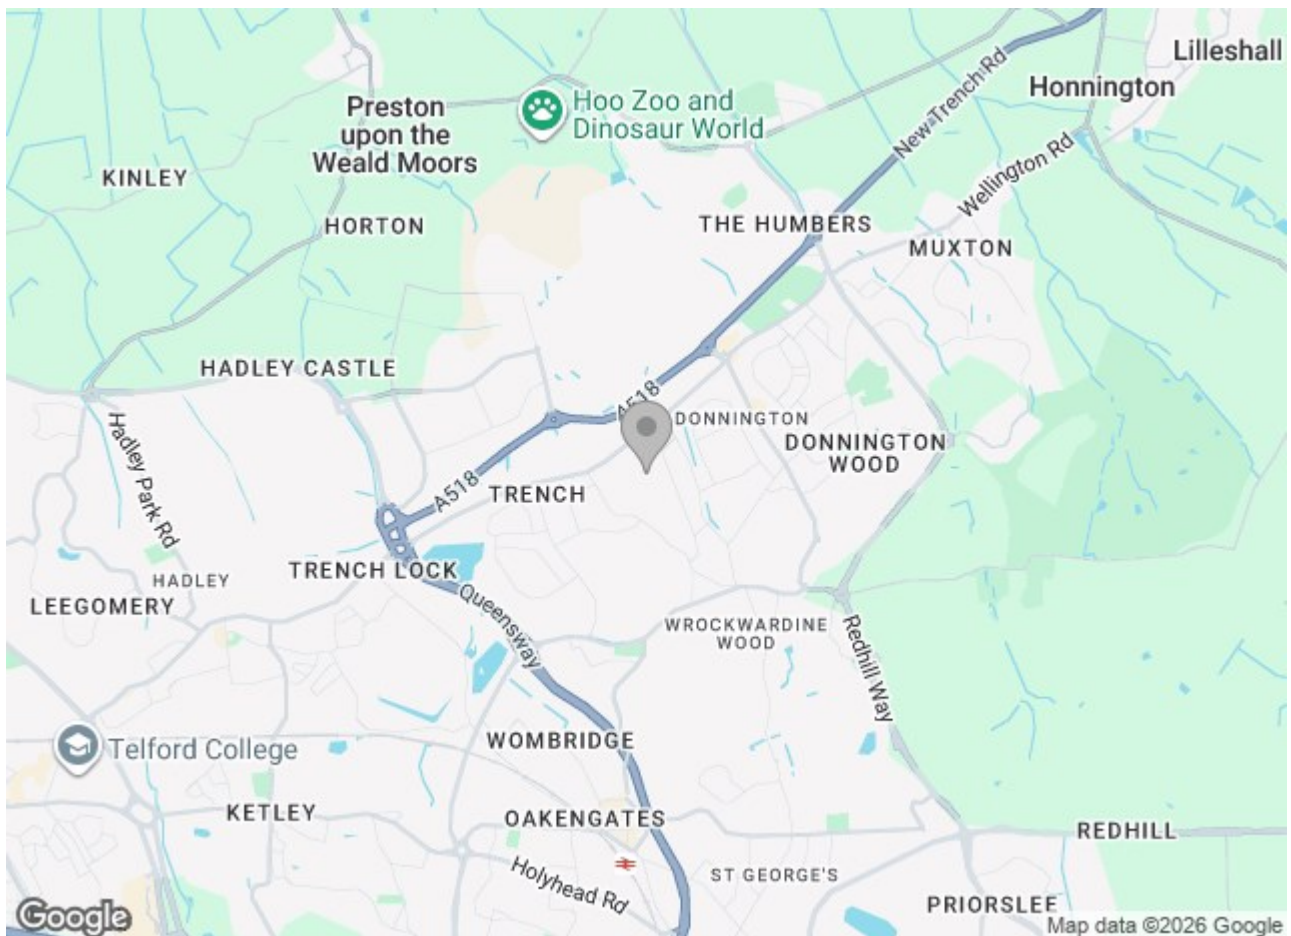 Lilleshall
Honnington
Preston
upon the
Weald Moors
Hoo Zoo and
Dinosaur World
New Trench Rd
Wellington Rd
KINLEY
HORTON
THE HUMBERS
MUXTON
HADLEY CASTLE
A518
DONNINGTON
DONNINGTON
WOOD
Hadley Park Rd
A518
TRENCH
TRENCH LOCK
HADLEY
LEEGOMERY
Queensway
WROCKWARDINE
WOOD
Redhill Way
Telford College
WOMBRIDGE
KETLEY
OAKENGATES
REDHILL
Holyhead Rd
ST GEORGE'S
PRIORSLEE
Google
Map data ©2026 Google